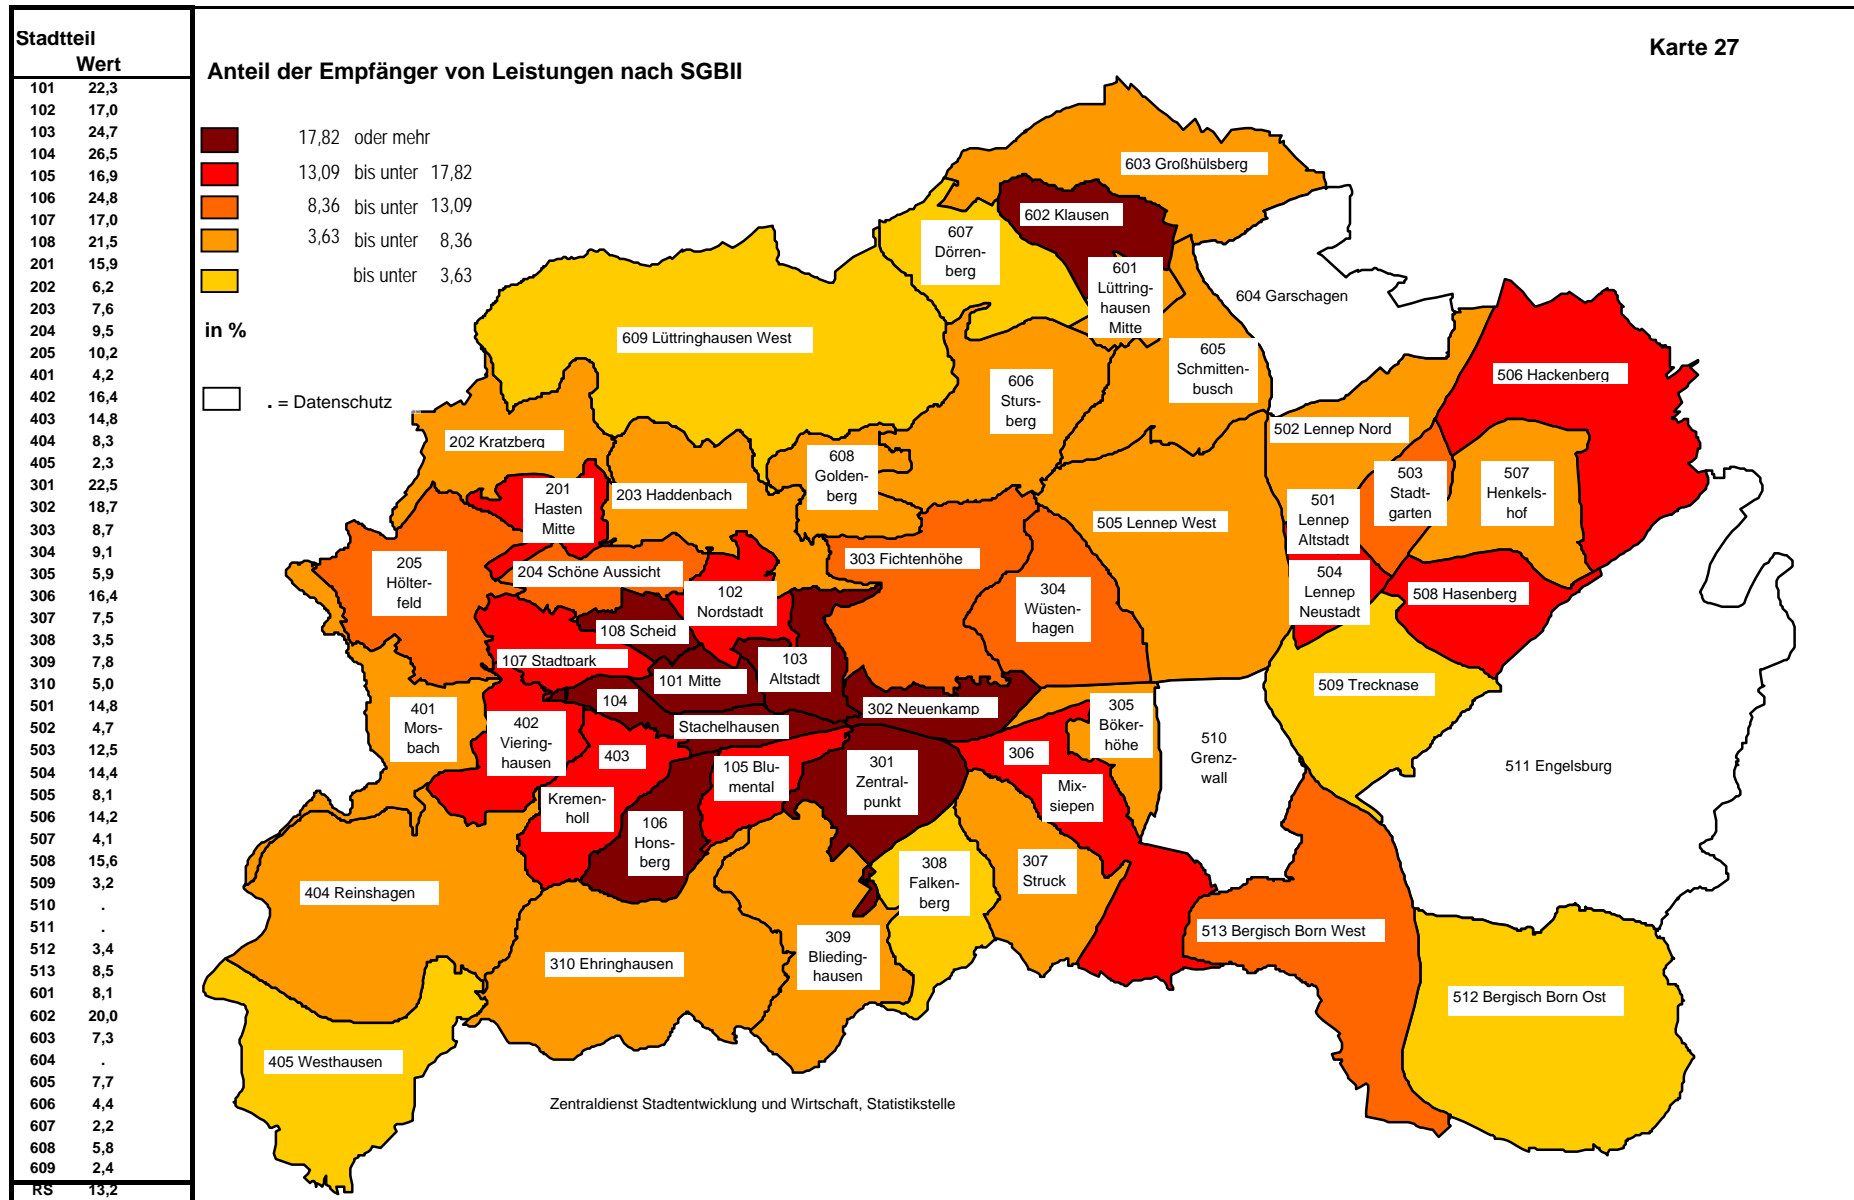 Stadtteil
Wert
101 22,3
102 17,0
103 24,7
104 26,5
105 16,9
106 24,8
107 17,0
108 21,5
201 15,9
202 6,2
203 7,6
204 9,5
205 10,2
401 4,2
402 16,4
403 14,8
404 8,3
405 2,3
301 22,5
302 18,7
303 8,7
304 9,1
305 5,9
306 16,4
307 7,5
308 3,5
309 7,8
310 5,0
501 14,8
502 4,7
503 12,5
504 14,4
505 8,1
506 14,2
507 4,1
508 15,6
509 3,2
510 .
511 .
512 3,4
513 8,5
601 8,1
602 20,0
603 7,3
604 .
605 7,7
606 4,4
607 2,2
608 5,8
609 2,4
RS 13,2
Karte 27
Anteil der Empfänger von Leistungen nach SGBII
17,82 oder mehr
13,09 bis unter 17,82
8,36 bis unter 13,09
3,63 bis unter 8,36
bis unter 3,63
in %
. = Datenschutz
603 Großhülsberg
602 Klausen
607
Dörren-
berg
601
Lüttring-
hausen
Mitte
604 Garschagen
609 Lüttringhausen West
605
Schmitten-
busch
606
Sturs-
berg
506 Hackenberg
502 Lennep Nord
202 Kratzberg
608
Golden-
berg
503
Stadt-
garten
507
Henkels-
hof
201
Hasten
Mitte
203 Haddenbach
501
Lennep
Altstadt
505 Lennep West
303 Fichtenhöhe
205
Hölter-
feld
204 Schöne Aussicht
504
Lennep
Neustadt
508 Hasenberg
102
Nordstadt
304
Wüsten-
hagen
108 Scheid
107 Stadtpark
103
Altstadt
101 Mitte
509 Trecknase
104
Stachelhausen
302 Neuenkamp
305
Böker-
höhe
401
Mors-
bach
402
Viering-
hausen
403
Kremen-
holl
105 Blu-
mental
301
Zentral-
punkt
306
Mix-
siepen
510
Grenz-
wall
511 Engelsburg
106
Hons-
berg
404 Reinshagen
308
Falken-
berg
307
Struck
309
Blieding-
hausen
513 Bergisch Born West
310 Ehringhausen
512 Bergisch Born Ost
405 Westhausen
Zentraldienst Stadtentwicklung und Wirtschaft, Statistikstelle